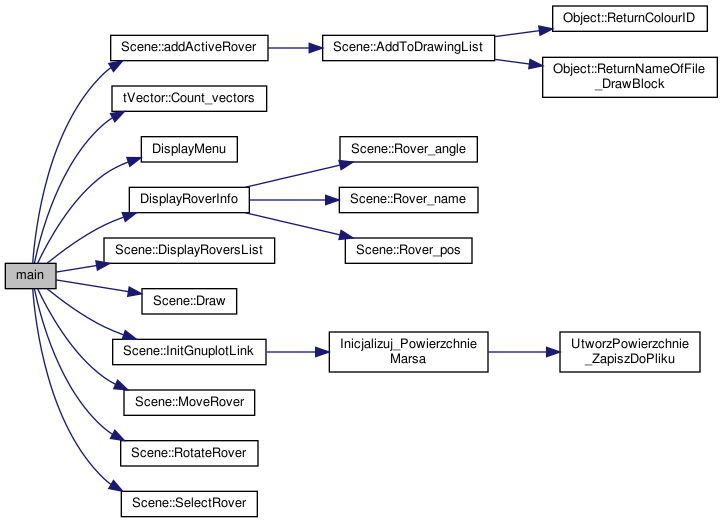 main
Scene::addActiveRover
Scene::AddToDrawingList
Object::ReturnColourID
Object::ReturnNameOfFile
_DrawBlock
tVector::Count_vectors
DisplayMenu
DisplayRoverInfo
Scene::Rover_angle
Scene::Rover_name
Scene::Rover_pos
Scene::DisplayRoversList
Scene::Draw
Scene::InitGnuplotLink
Inicjalizuj_Powierzchnie
Marsa
UtworzPowierzchnie
_ZapiszDoPliku
Scene::MoveRover
Scene::RotateRover
Scene::SelectRover